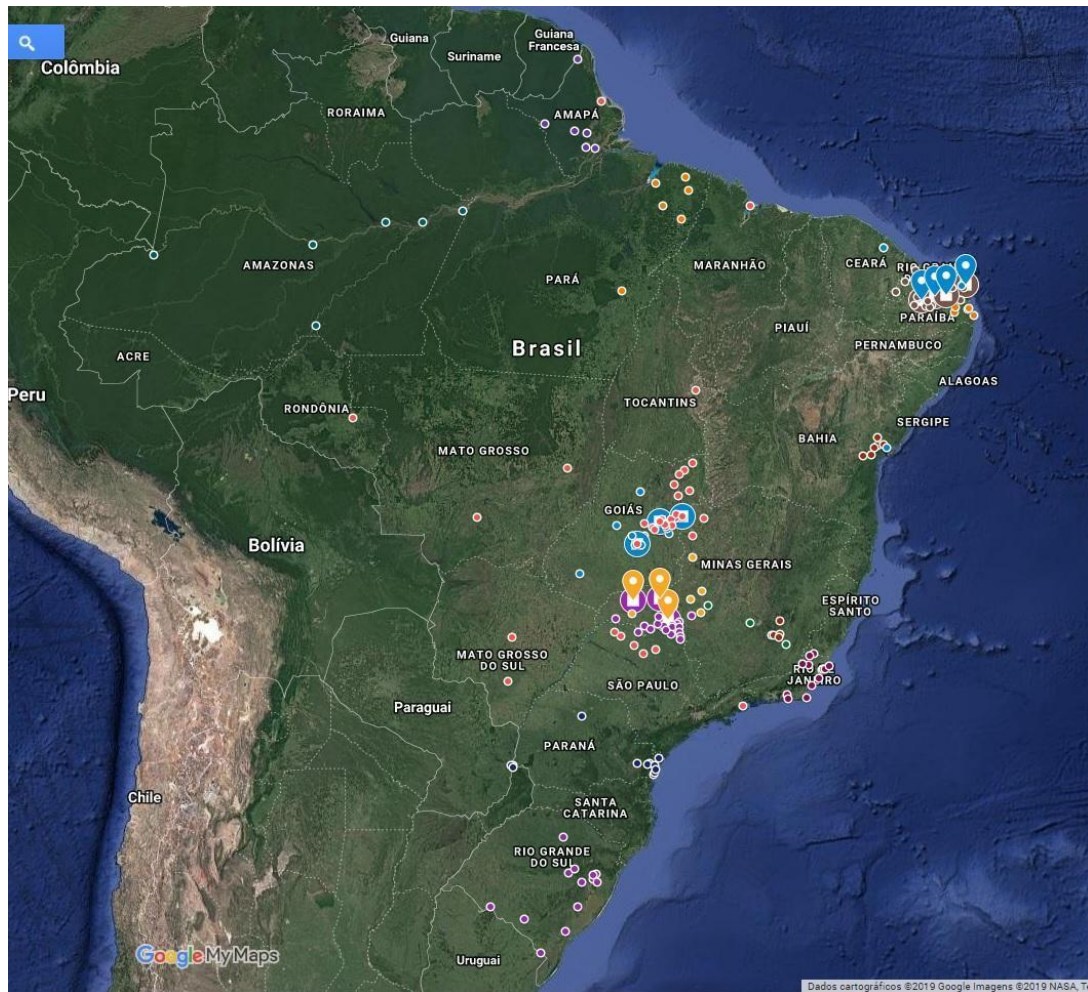 Guiana
Suriname
Guiana
Francesa
Colômbia
RORAIMA
AMAPÁ
AMAZONAS
PARÁ
MARANHÃO
CEARÁ
RIO GRAN
PARAÍBA
PIAUÍ
PERNAMBUCO
Brasil
ACRE
ALAGOAS
Peru
RONDÔNIA
TOCANTINS
SERGIPE
BAHIA
MATO GROSSO
GOIÁS
Bolívia
MINAS GERAIS
ESPÍRITO
SANTO
MATO GROSSO
DO SUL
SÃO PAULO
RIO DE
JANEIRO
Paraguai
PARANÁ
Chile
SANTA
CATARINA
RIO GRANDE
DO SUL
Google My Maps
Uruguai
Dados cartográficos ©2019 Google Imagens ©2019 NASA, T